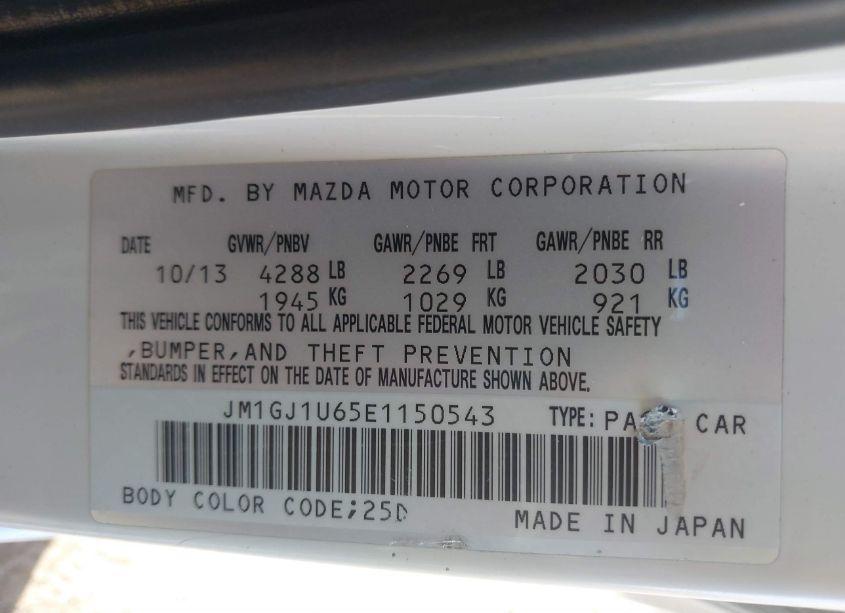 MFD. BY MAZDA MOTOR CORPORATION
DATE GVWR/PNBV GAWR/PNBE FRT GAWR/PNBE RR
10/13 4288 LB 2269 LB 2030 LB
1945 KG 1029 KG 921 KG
THIS VEHICLE CONFORMS TO ALL APPLICABLE FEDERAL MOTOR VEHICLE SAFETY
,BUMPER,AND THEFT PREVENTION
STANDARDS IN EFFECT ON THE DATE OF MANUFACTURE SHOWN ABOVE.
JM1GJ1U65E1150543 TYPE: CAR
BODY COLOR CODE;25D
MADE IN JAPAN